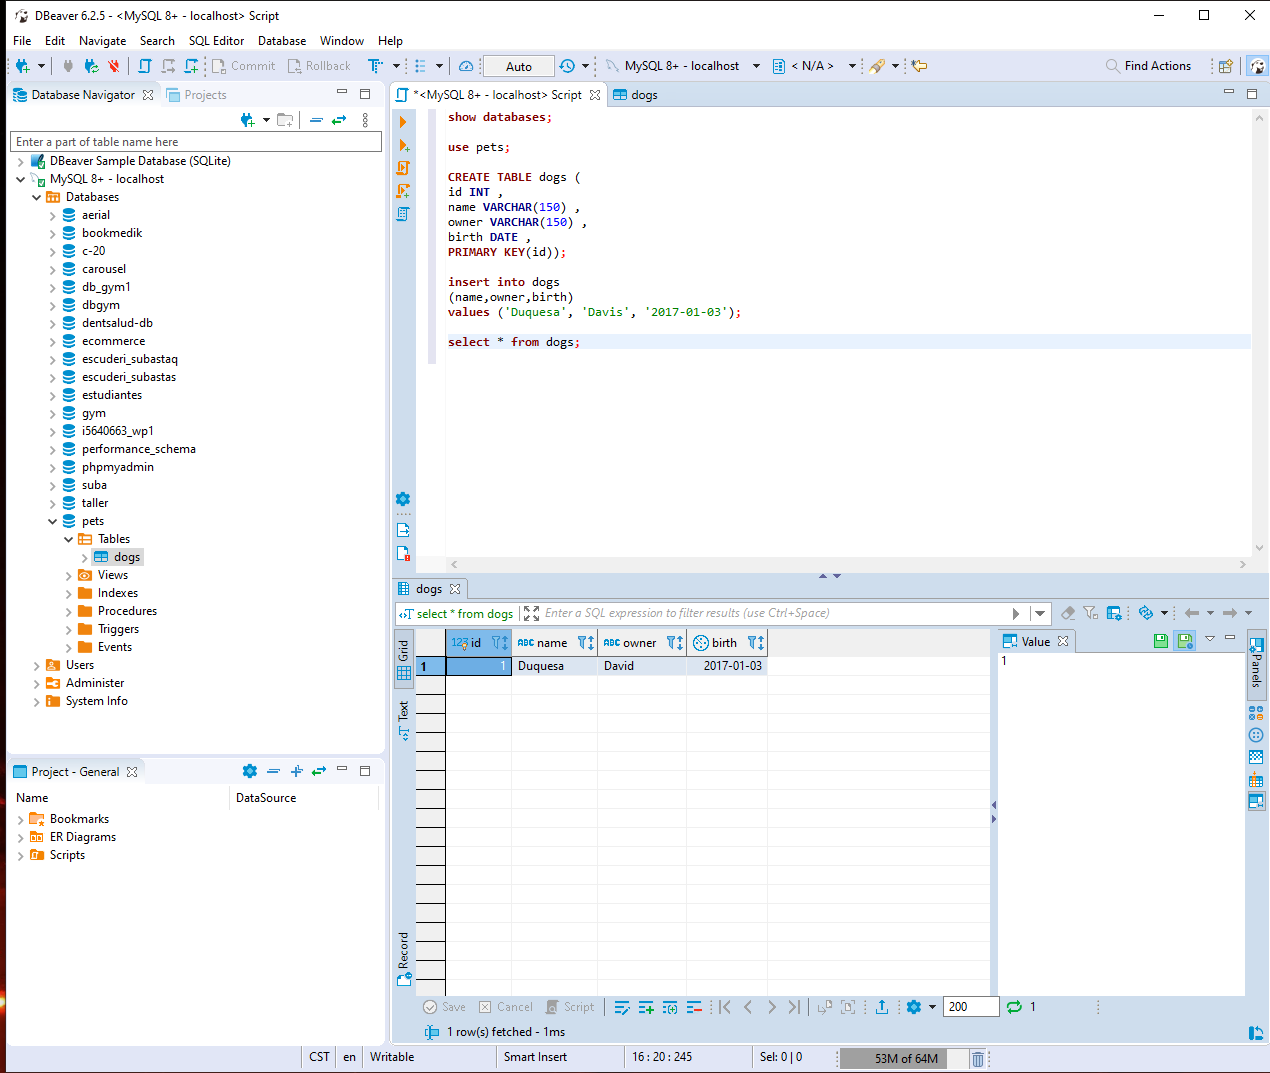 DBeaver 6.2.5 - <MySQL 8+ - localhost> Script
File Edit Navigate Search SQL Editor Database Window Help
Commit Rollback Auto MySQL 8+ - localhost < N/A > Find Actions
Database Navigator Projects
Enter a part of table name here
DBeaver Sample Database (SQLite)
MySQL 8+ - localhost
Databases
aerial
bookmedik
c-20
carousel
db_gym1
dbgym
dentsalud-db
ecommerce
escuderi_subastaq
escuderi_subastas
estudiantes
gym
i5640663_wp1
performance_schema
phpmyadmin
suba
taller
pets
Tables
dogs
Views
Indexes
Procedures
Triggers
Events
Users
Administer
System Info
Project - General
Name DataSource
Bookmarks
ER Diagrams
Scripts
*<MySQL 8+ - localhost> Script dogs
show databases;
use pets;
CREATE TABLE dogs (
id INT ,
name VARCHAR(150) ,
owner VARCHAR(150) ,
birth DATE ,
PRIMARY KEY(id));
insert into dogs
(name,owner,birth)
values ('Duquesa', 'Davis', '2017-01-03');
select * from dogs;
dogs
select * from dogs Enter a SQL expression to filter results (use Ctrl+Space)
Grid
Text
Record
123 id ABC name ABC owner birth
1 1 Duquesa David 2017-01-03
Value
1
Panels
Save Cancel Script 200 1
1 row(s) fetched - 1ms
CST en Writable Smart Insert 16 : 20 : 245 Sel: 0 | 0 53M of 64M